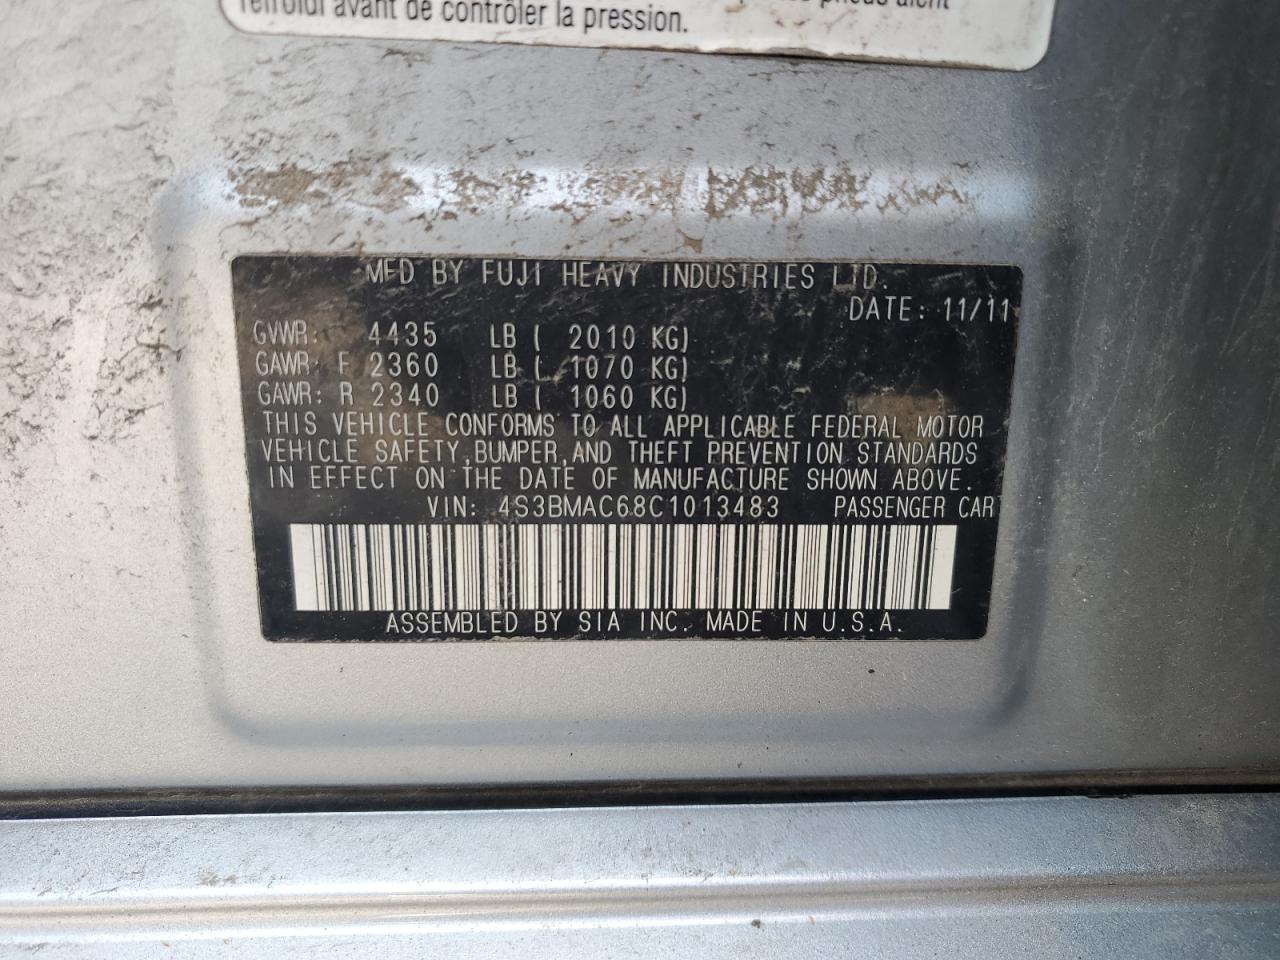 refroidi avant de contrôler la pression.
MFD BY FUJI HEAVY INDUSTRIES LTD.
DATE: 11/11
GVWR: 4435 LB ( 2010 KG)
GAWR: F 2360 LB ( 1070 KG)
GAWR: R 2340 LB ( 1060 KG)
THIS VEHICLE CONFORMS TO ALL APPLICABLE FEDERAL MOTOR
VEHICLE SAFETY,BUMPER,AND THEFT PREVENTION STANDARDS
IN EFFECT ON THE DATE OF MANUFACTURE SHOWN ABOVE.
VIN: 4S3BMAC68C1013483 PASSENGER CAR
ASSEMBLED BY SIA INC. MADE IN U.S.A.